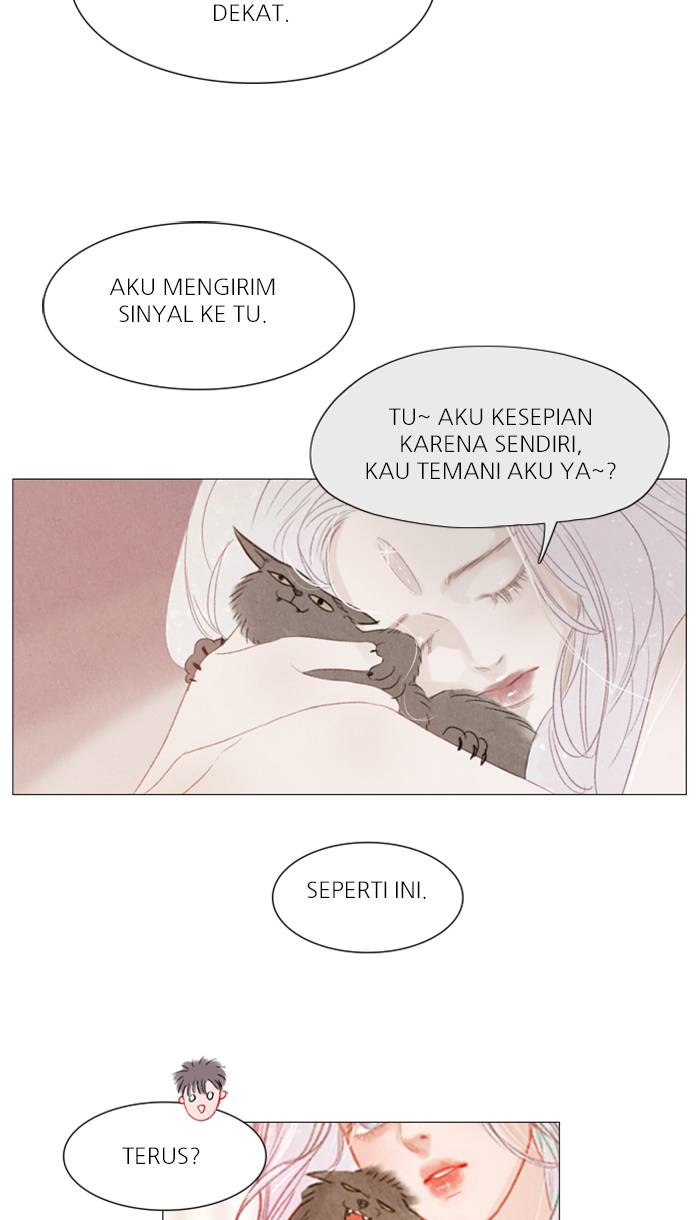 DEKAT.
AKU MENGIRIM
SINYAL KE TU.
TU~ AKU KESEPIAN
KARENA SENDIRI,
KAU TEMANI AKU YA~?
SEPERTI INI.
TERUS?